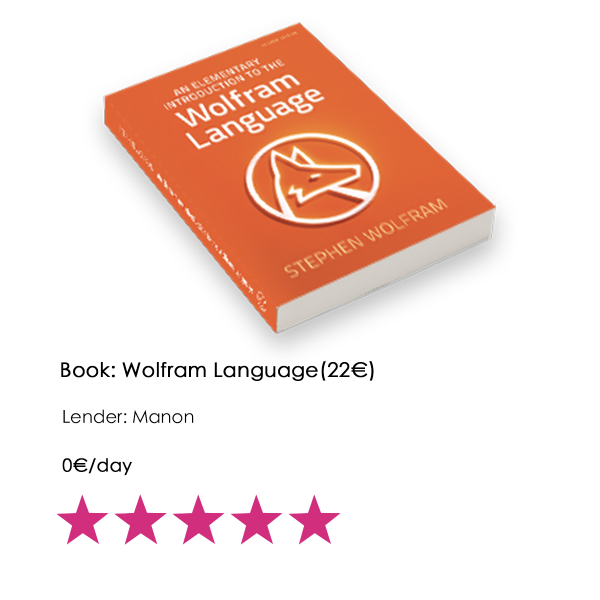 AN ELEMENTARY
INTRODUCTION TO THE
Wolfram
Language
STEPHEN WOLFRAM
Book: Wolfram Language(22€)
Lender: Manon
0€/day